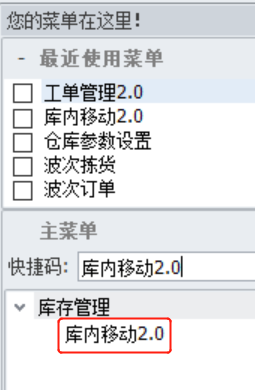 您的菜单在这里!
- 最近使用菜单
工单管理2.0
库内移动2.0
仓库参数设置
波次拣货
波次订单
主菜单
快捷码: 库内移动2.0
库存管理
库内移动2.0